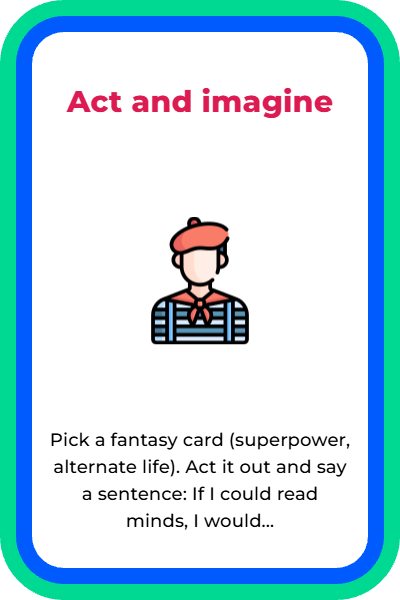 Act and imagine
Pick a fantasy card (superpower,
alternate life). Act it out and say
a sentence: If I could read
minds, I would...